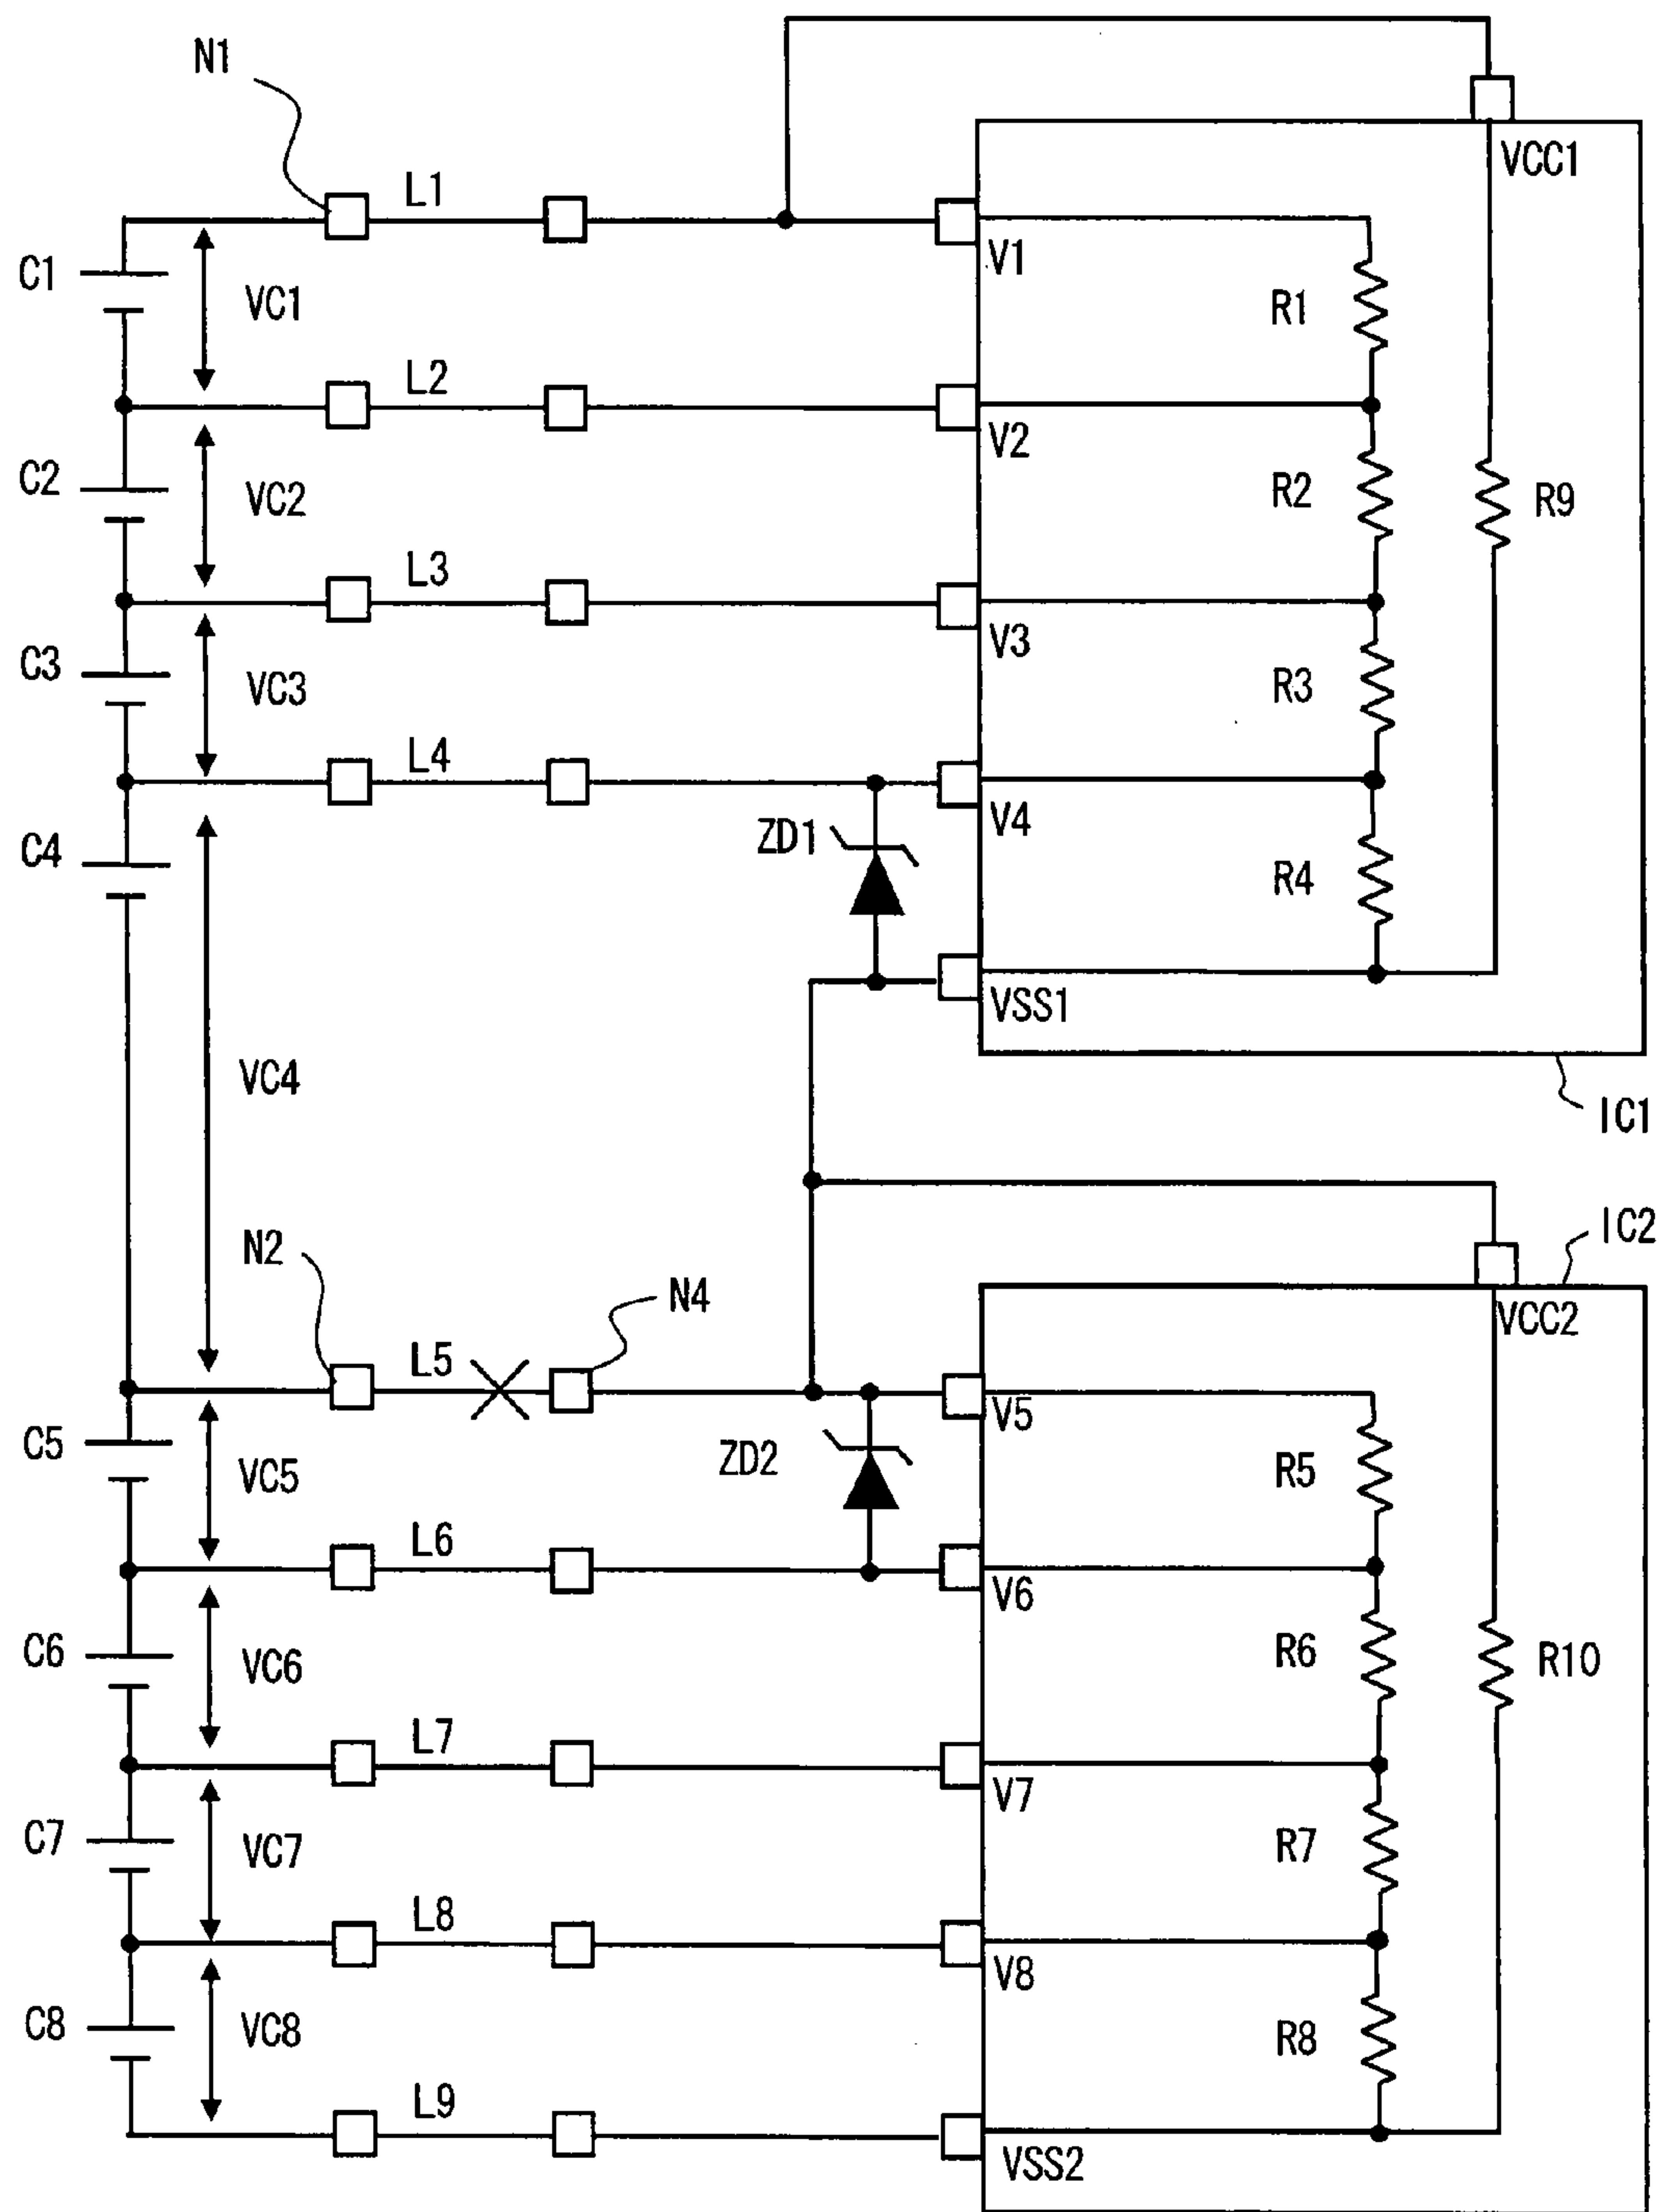 N1
VCC1
L1
C1
VC1
V1
R1
L2
V2
C2
VC2
R2
R9
L3
V3
C3
VC3
R3
L4
V4
C4
ZD1
R4
VSS1
VC4
IC1
N2
N4
IC2
VCC2
L5
V5
C5
VC5
ZD2
R5
L6
V6
C6
VC6
R6
R10
L7
V7
C7
VC7
R7
L8
V8
C8
VC8
R8
L9
VSS2